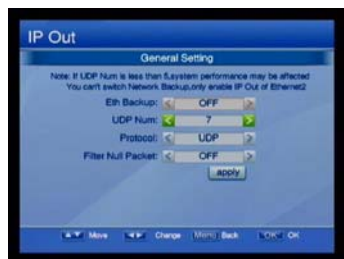 IP Out
General Setting
Note: If UDP Num is less than 5,system performance may be affected
You can't switch Network Backup,only enable IP Out of Ethernet2
Eth Backup: OFF
UDP Num: 7
Protocol: UDP
Filter Null Packet: OFF
apply
Move Change Menu Back OK OK